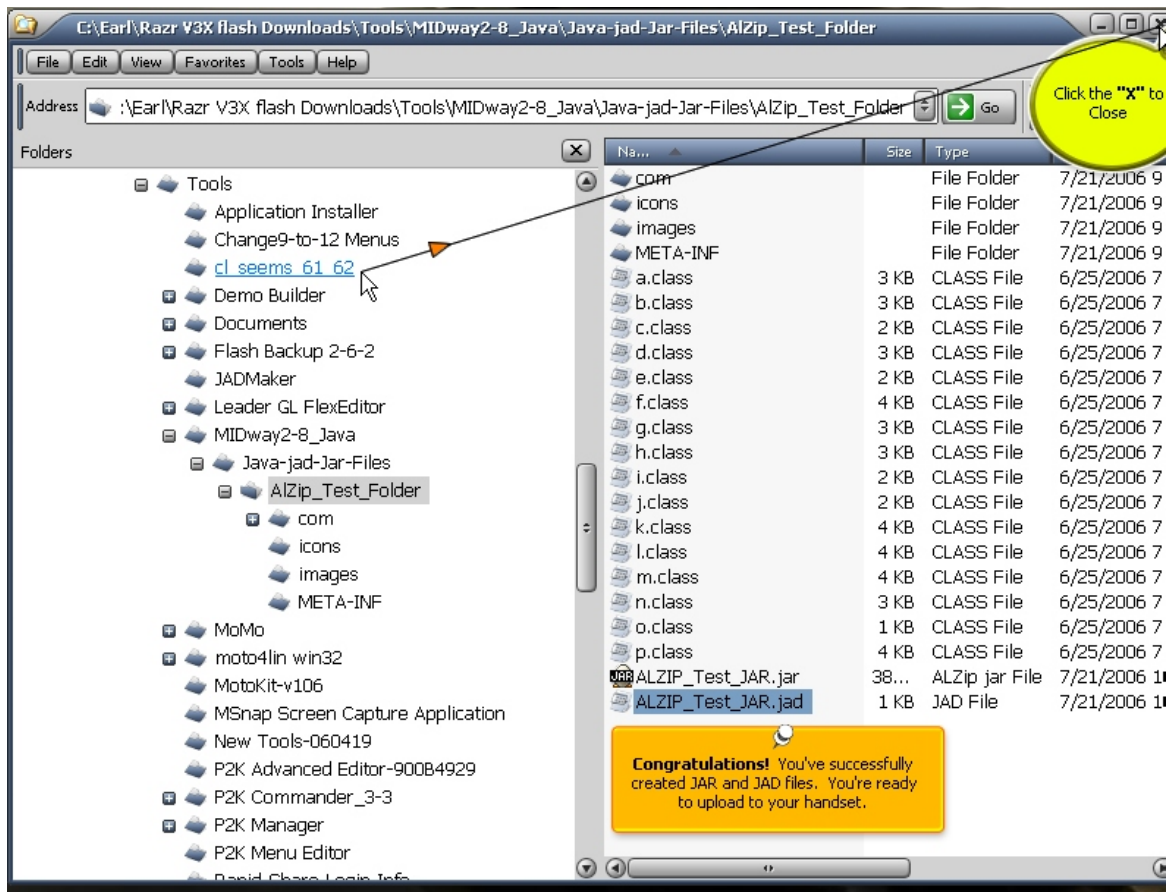 C:\Earl\Razr V3X flash Downloads\Tools\MIDway2-8_Java\Java-jad-Jar-Files\AlZip_Test_Folder
File Edit View Favorites Tools Help
Address :\Earl\Razr V3X flash Downloads\Tools\MIDway2-8_Java\Java-jad-Jar-Files\AlZip_Test_Folder Go
Click the "X" to
Close
Folders
Tools
Application Installer
Change9-to-12 Menus
cl_seems_61_62
Demo Builder
Documents
Flash Backup 2-6-2
JADMaker
Leader GL FlexEditor
MIDway2-8_Java
Java-jad-Jar-Files
AlZip_Test_Folder
com
icons
images
META-INF
MoMo
moto4lin win32
MotoKit-v106
MSnap Screen Capture Application
New Tools-060419
P2K Advanced Editor-900B4929
P2K Commander_3-3
P2K Manager
P2K Menu Editor
Rapid Share Login Info
Na... Size Type
com File Folder 7/21/2006 9
icons File Folder 7/21/2006 9
images File Folder 7/21/2006 9
META-INF File Folder 7/21/2006 9
a.class 3 KB CLASS File 6/25/2006 7
b.class 3 KB CLASS File 6/25/2006 7
c.class 2 KB CLASS File 6/25/2006 7
d.class 3 KB CLASS File 6/25/2006 7
e.class 2 KB CLASS File 6/25/2006 7
f.class 4 KB CLASS File 6/25/2006 7
g.class 3 KB CLASS File 6/25/2006 7
h.class 3 KB CLASS File 6/25/2006 7
i.class 2 KB CLASS File 6/25/2006 7
j.class 2 KB CLASS File 6/25/2006 7
k.class 4 KB CLASS File 6/25/2006 7
l.class 4 KB CLASS File 6/25/2006 7
m.class 4 KB CLASS File 6/25/2006 7
n.class 3 KB CLASS File 6/25/2006 7
o.class 1 KB CLASS File 6/25/2006 7
p.class 4 KB CLASS File 6/25/2006 7
JAR ALZIP_Test_JAR.jar 38... ALZip jar File 7/21/2006 1
ALZIP_Test_JAR.jad 1 KB JAD File 7/21/2006 1
Congratulations! You've successfully
created JAR and JAD files. You're ready
to upload to your handset.